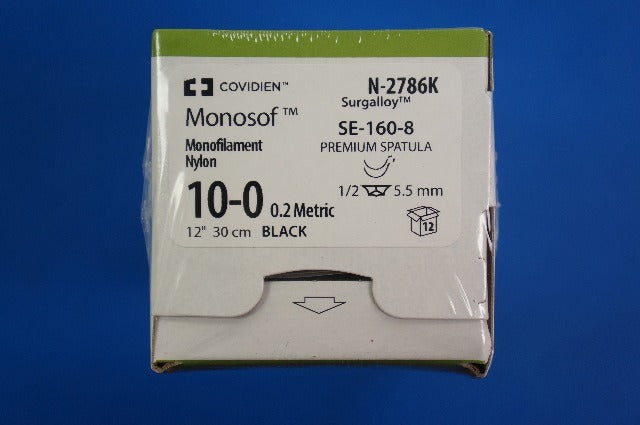 COVIDIEN™
N-2786K
Surgalloy™
Monosof™
SE-160-8
Monofilament
PREMIUM SPATULA
Nylon
1/2 5.5 mm
10-0 0.2 Metric
12" 30 cm BLACK
12